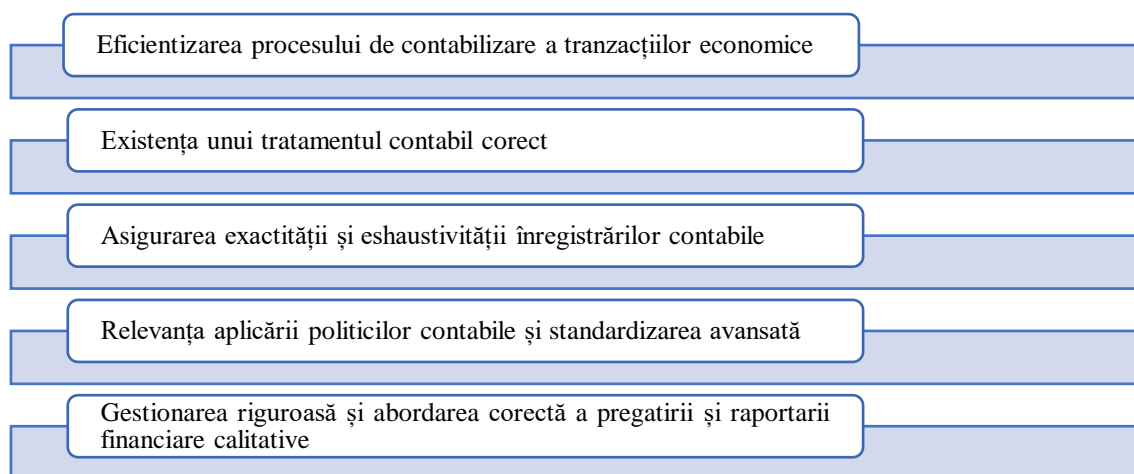 Eficientizarea procesului de contabilizare a tranzacțiilor economice
Existența unui tratamentul contabil corect
Asigurarea exactității și eshaustivității înregistrărilor contabile
Relevanța aplicării politicilor contabile și standardizarea avansată
Gestionarea riguroasă și abordarea corectă a pregatirii și raportarii
financiare calitative